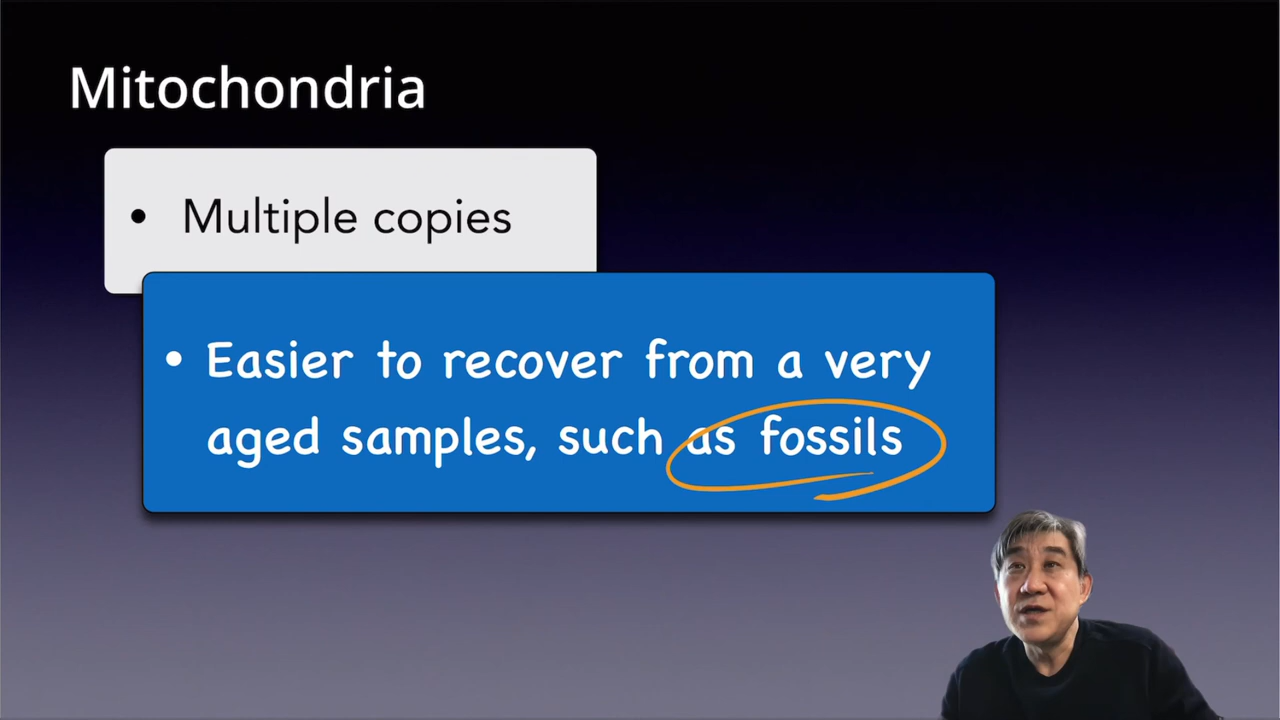 Mitochondria
• Multiple copies
• Easier to recover from a very
aged samples, such as fossils